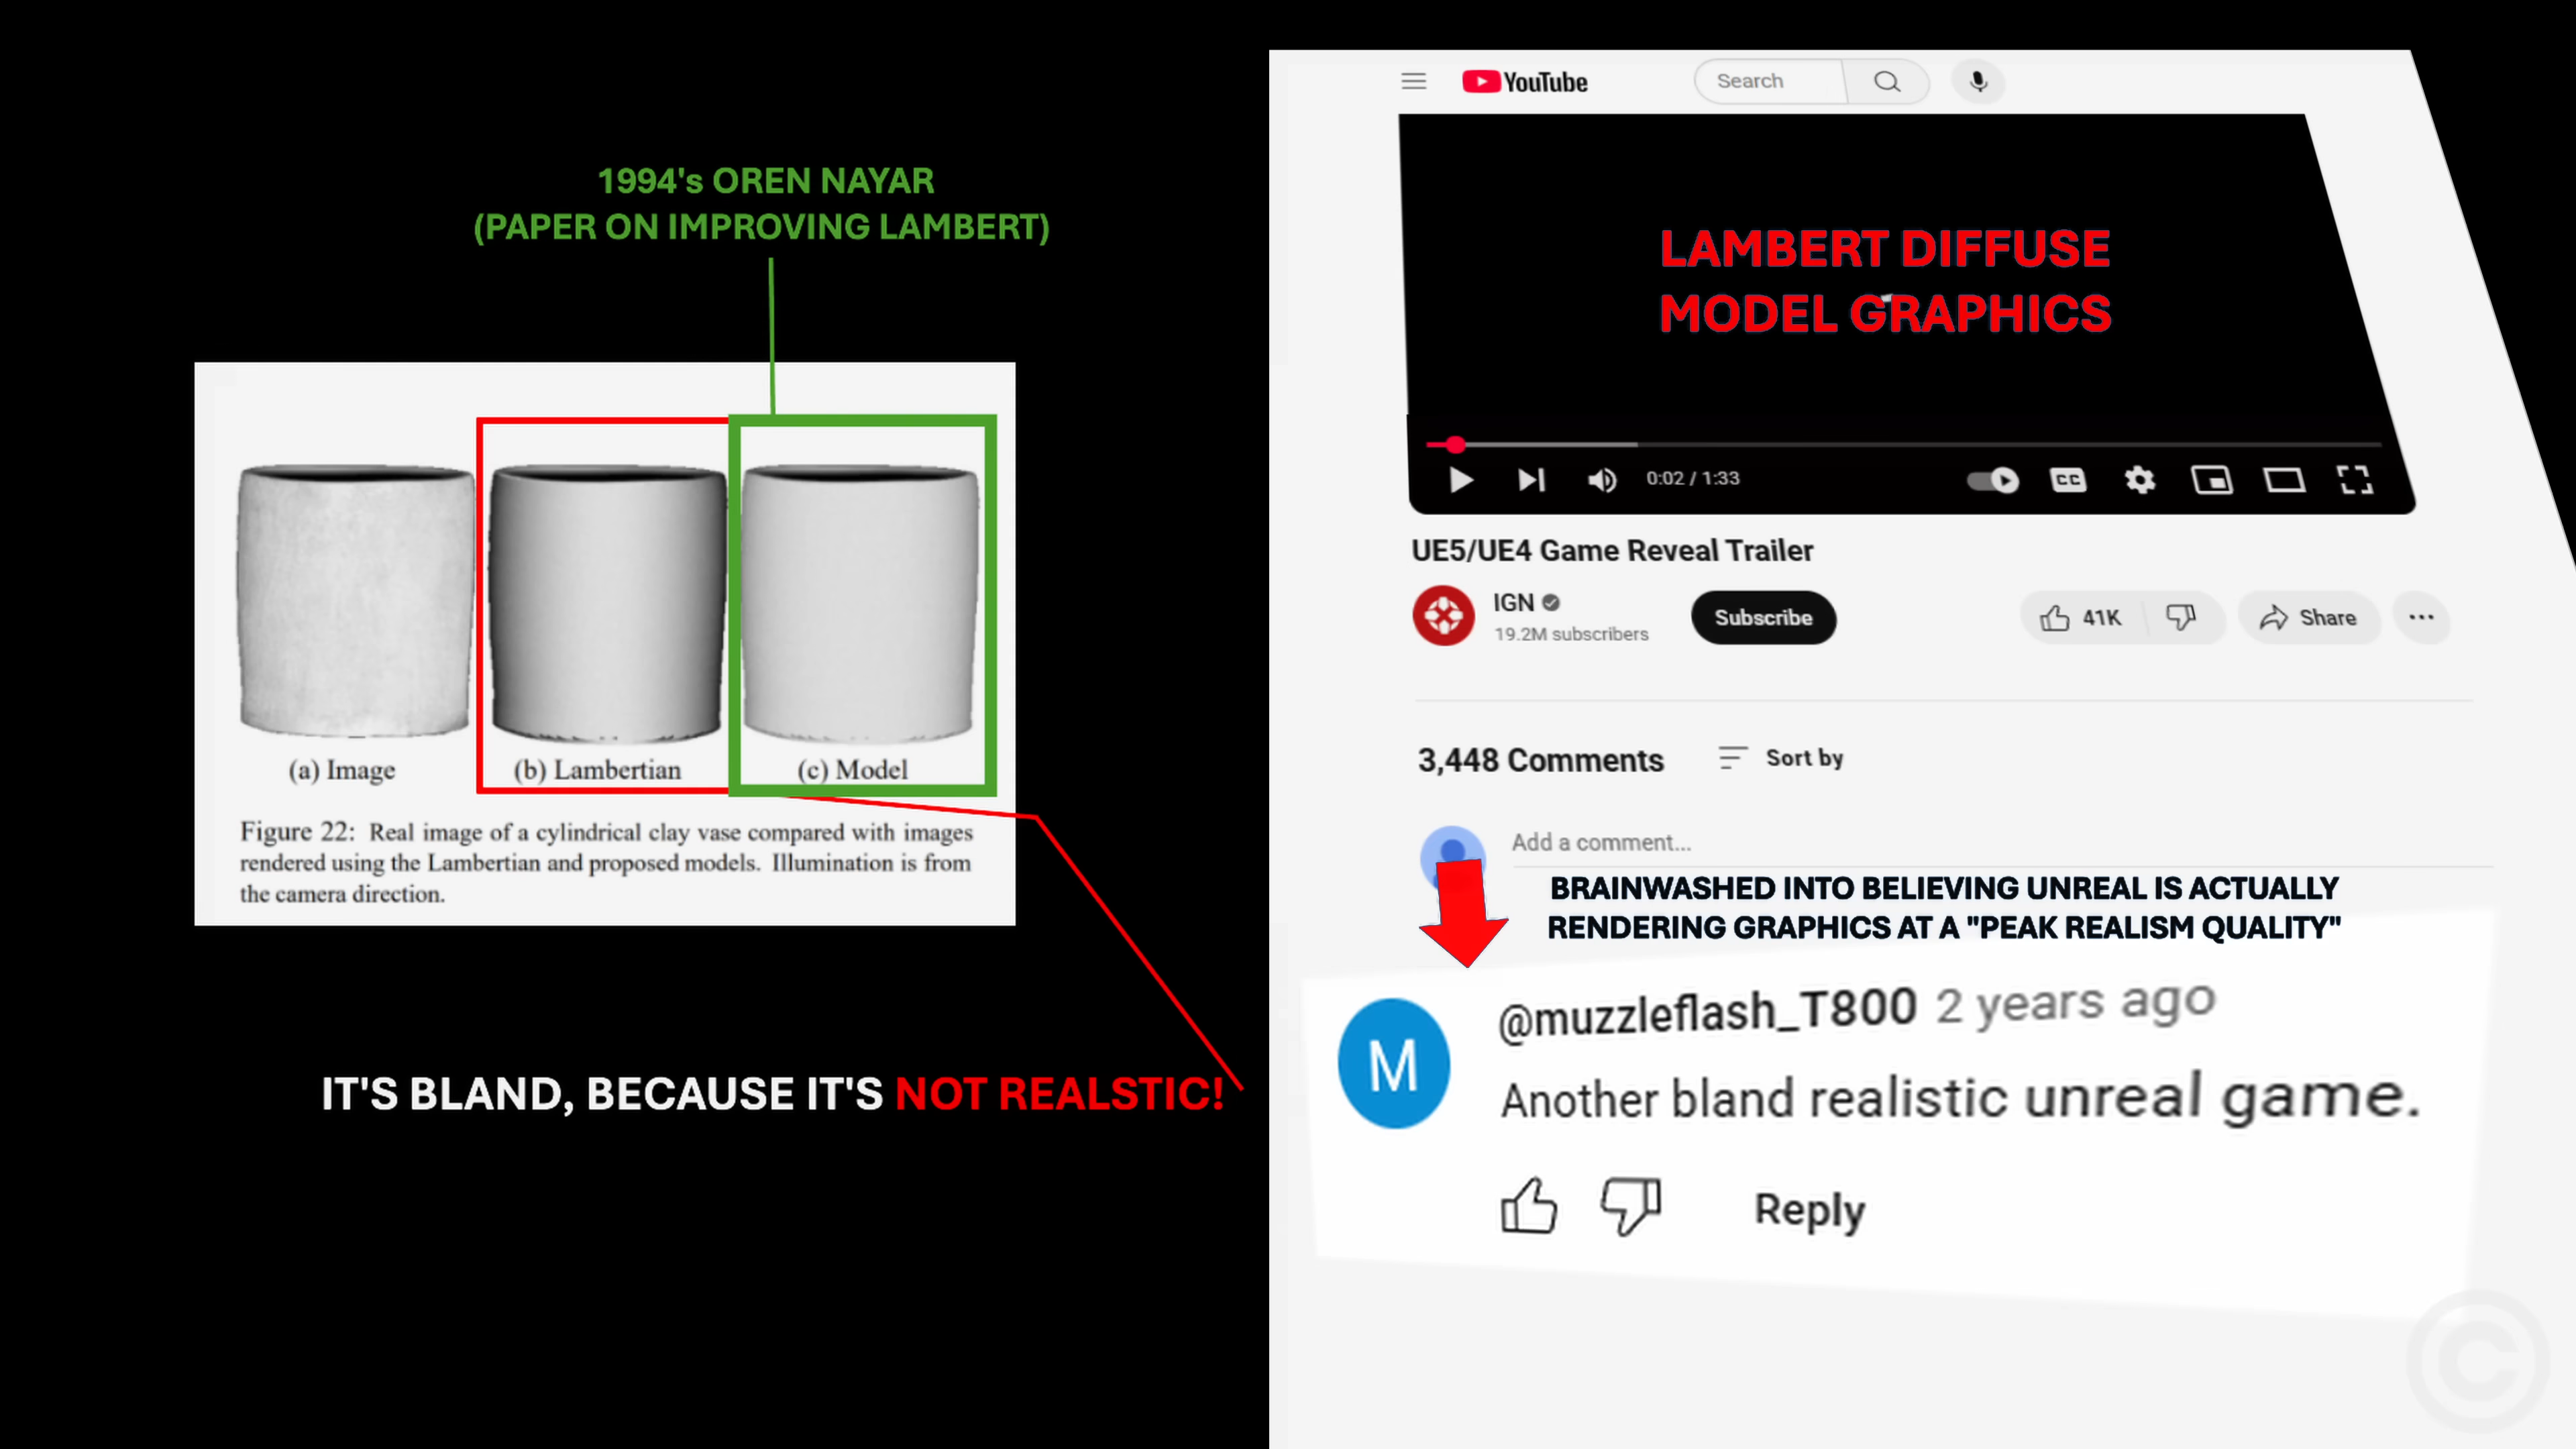 1994's OREN NAYAR
(PAPER ON IMPROVING LAMBERT)
(a) Image
(b) Lambertian
(c) Model
Figure 22: Real image of a cylindrical clay vase compared with images
rendered using the Lambertian and proposed models. Illumination is from
the camera direction.
IT'S BLAND, BECAUSE IT'S NOT REALSTIC!
YouTube
Search
LAMBERT DIFFUSE
MODEL GRAPHICS
0:02 / 1:33
CC
UE5/UE4 Game Reveal Trailer
IGN
19.2M subscribers
Subscribe
41K
Share
3,448 Comments
Sort by
Add a comment...
BRAINWASHED INTO BELIEVING UNREAL IS ACTUALLY
RENDERING GRAPHICS AT A "PEAK REALISM QUALITY"
M
@muzzleflash_T800 2 years ago
Another bland realistic unreal game.
Reply
©